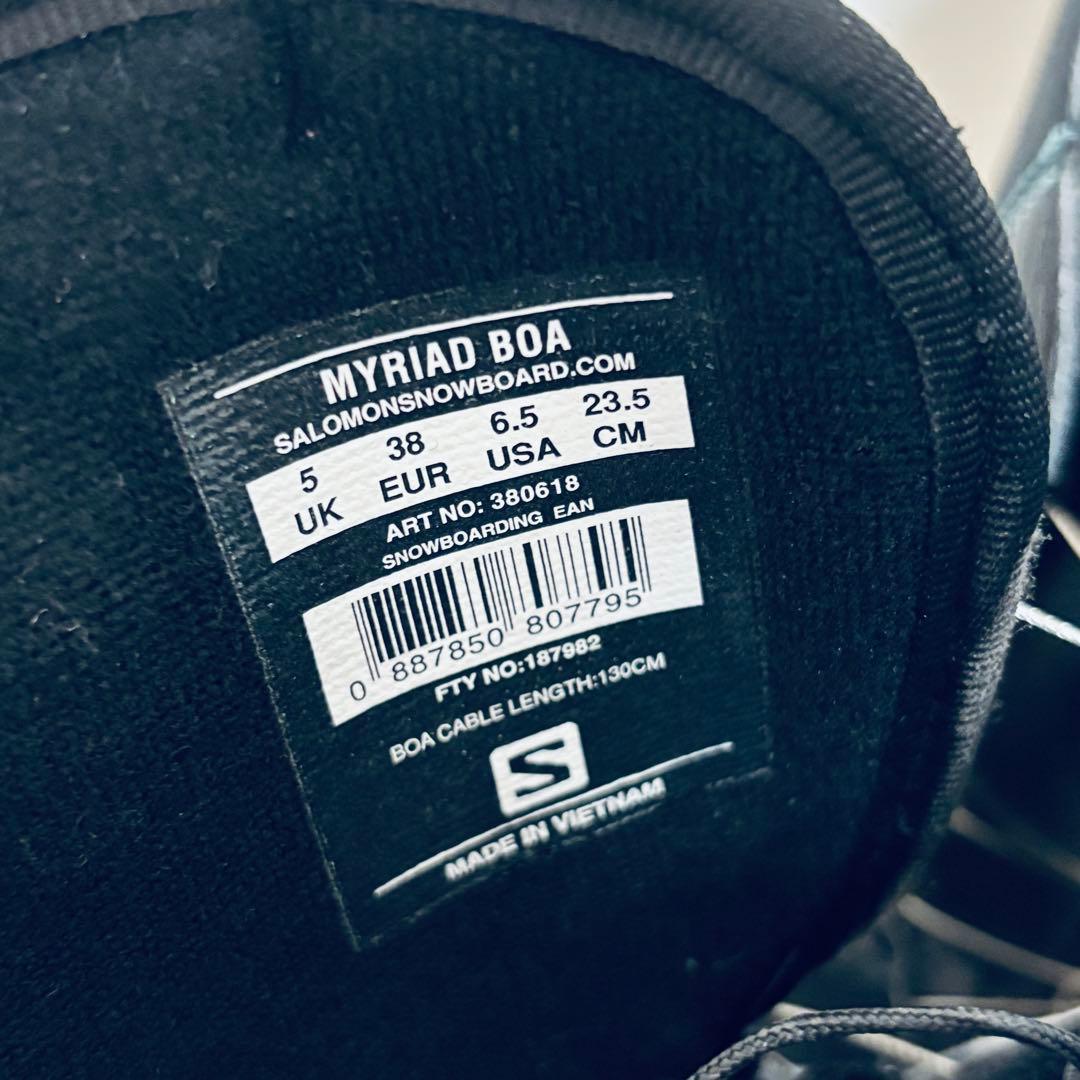 MYRIAD BOA
SALOMONSNOWBOARD.COM
5 38 6.5 23.5
UK EUR USA CM
ART NO: 380618
SNOWBOARDING EAN
0 887850 807795
FTY NO:187982
BOA CABLE LENGTH:130CM
S
MADE IN VIETNAM